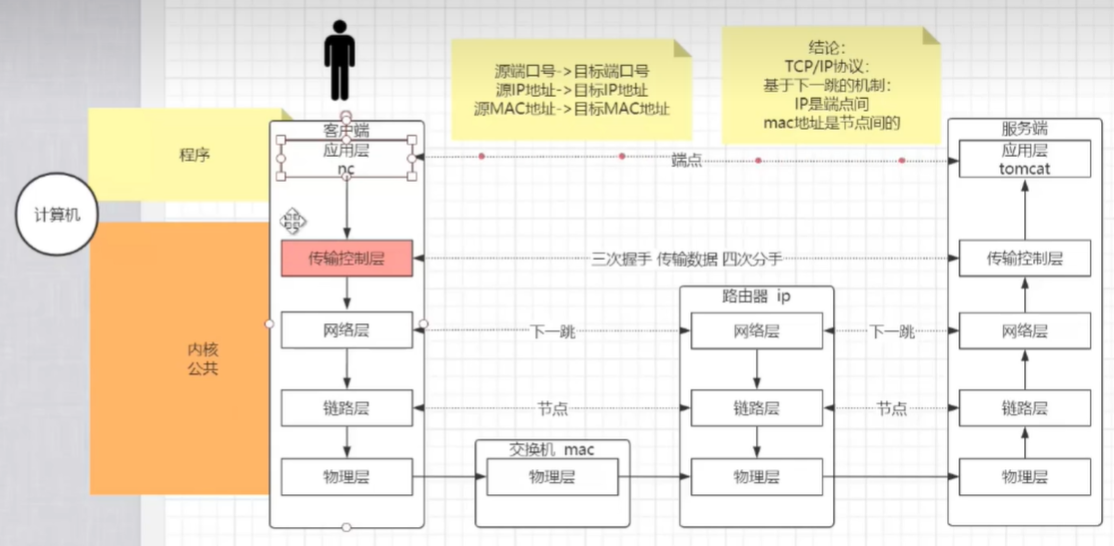 源端口号->目标端口号
源IP地址->目标IP地址
源MAC地址->目标MAC地址
结论：
TCP/IP协议：
基于下一跳的机制：
IP是端点间
mac地址是节点间的
程序
计算机
内核
公共
客户端
应用层
nc
传输控制层
网络层
链路层
物理层
端点
三次握手 传输数据 四次分手
下一跳
节点
交换机 mac
物理层
路由器 ip
网络层
链路层
物理层
下一跳
节点
服务端
应用层
tomcat
传输控制层
网络层
链路层
物理层